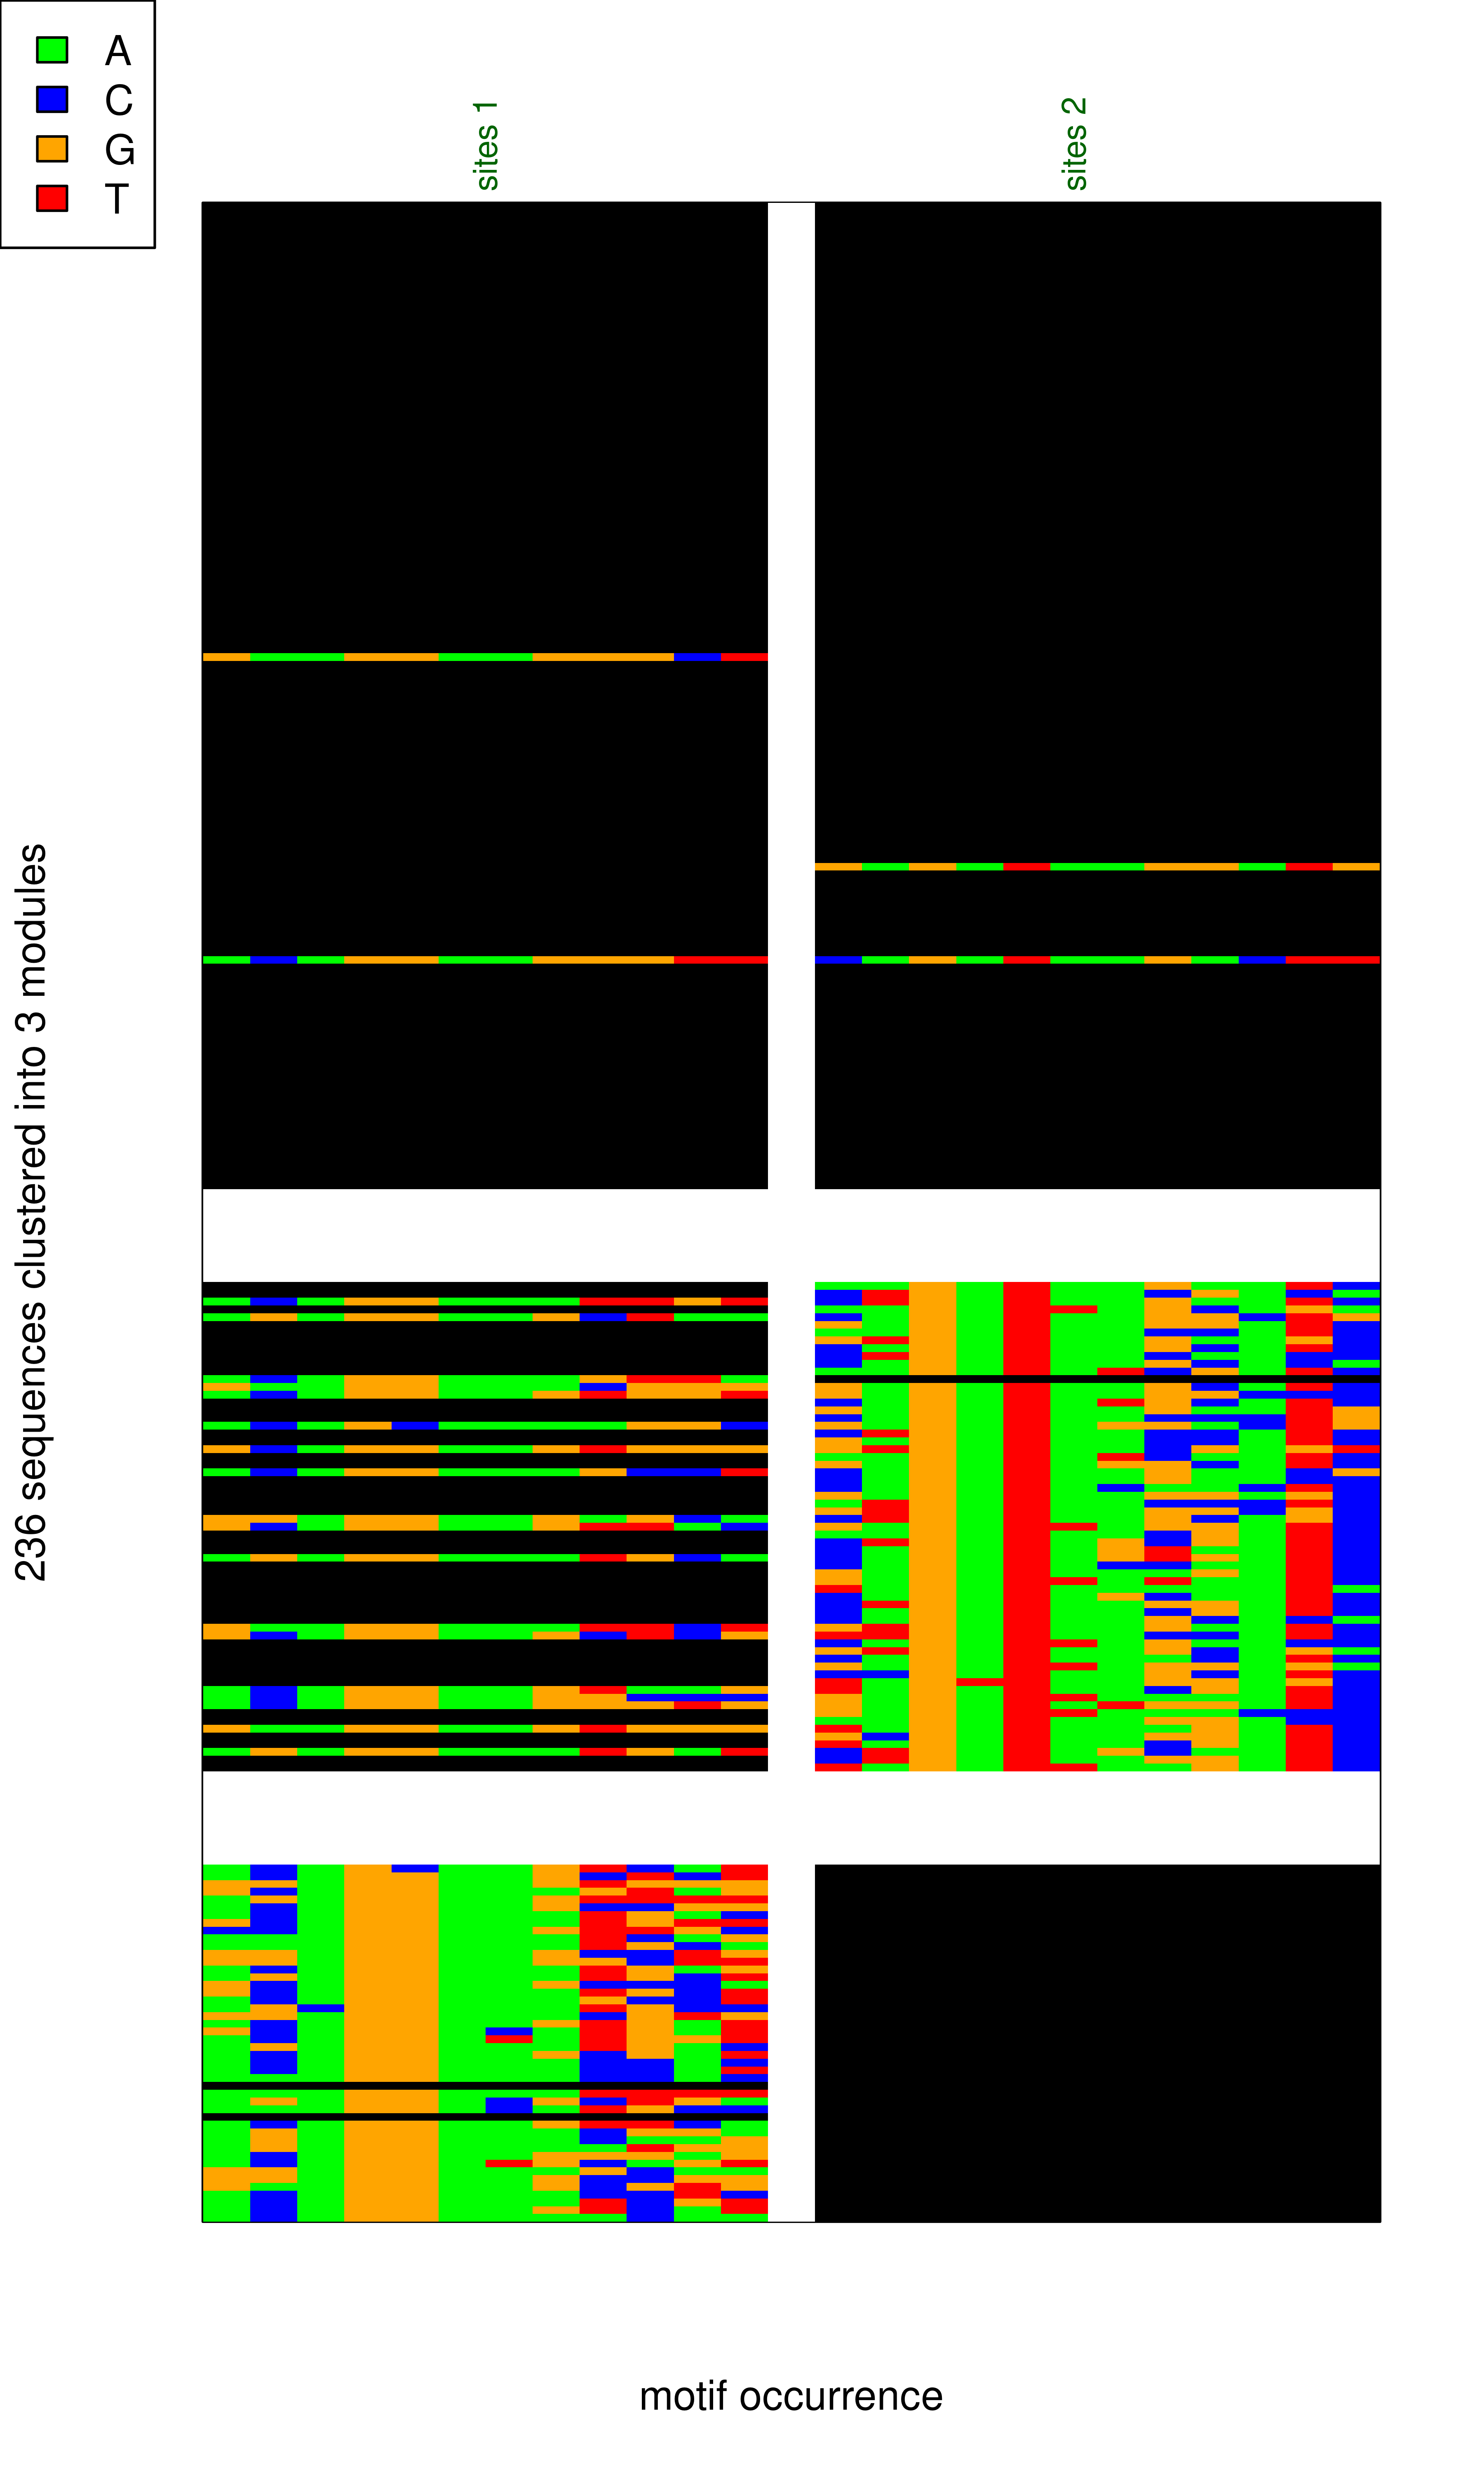 A
C
G
T
sites 1
sites 2
236 sequences clustered into 3 modules
motif occurrence